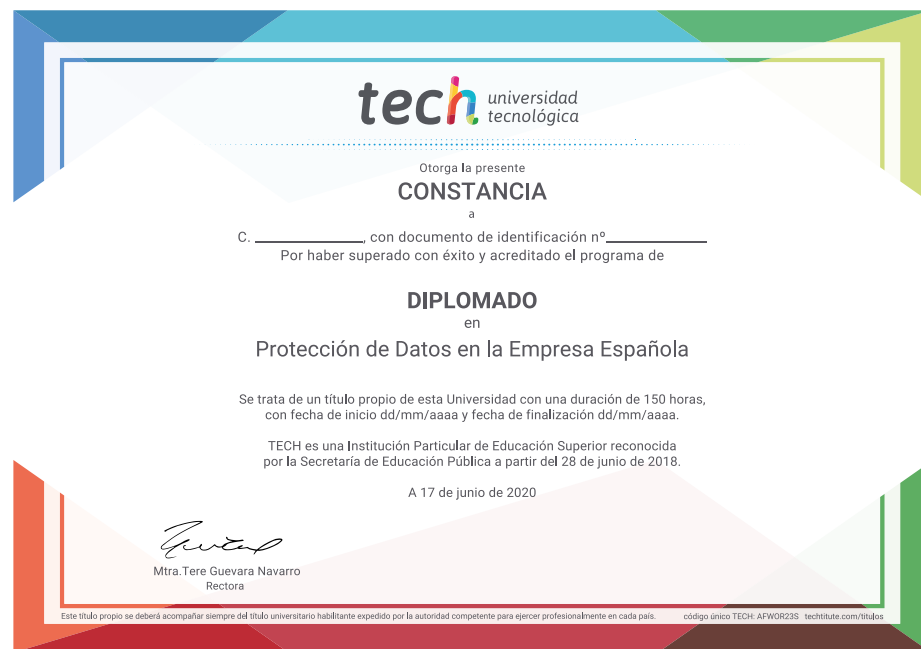 tech universidad
tecnológica
Otorga la presente
CONSTANCIA
a
C. ____________, con documento de identificación nº____________
Por haber superado con éxito y acreditado el programa de
DIPLOMADO
en
Protección de Datos en la Empresa Española
Se trata de un título propio de esta Universidad con una duración de 150 horas,
con fecha de inicio dd/mm/aaaa y fecha de finalización dd/mm/aaaa.
TECH es una Institución Particular de Educación Superior reconocida
por la Secretaría de Educación Pública a partir del 28 de junio de 2018.
A 17 de junio de 2020
Mtra.Tere Guevara Navarro
Rectora
Este título propio se deberá acompañar siempre del título universitario habilitante expedido por la autoridad competente para ejercer profesionalmente en cada país. código único TECH: AFWOR23S techtitute.com/titulos